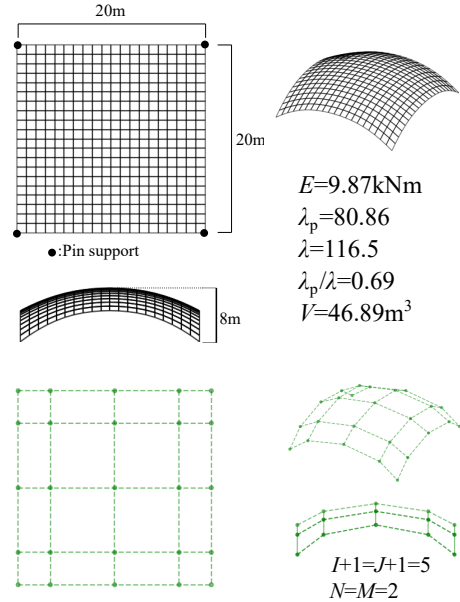 20m
20m
●:Pin support
8m
E=9.87kNm
λp=80.86
λ=116.5
λp/λ=0.69
V=46.89m³
I+1=J+1=5
N=M=2